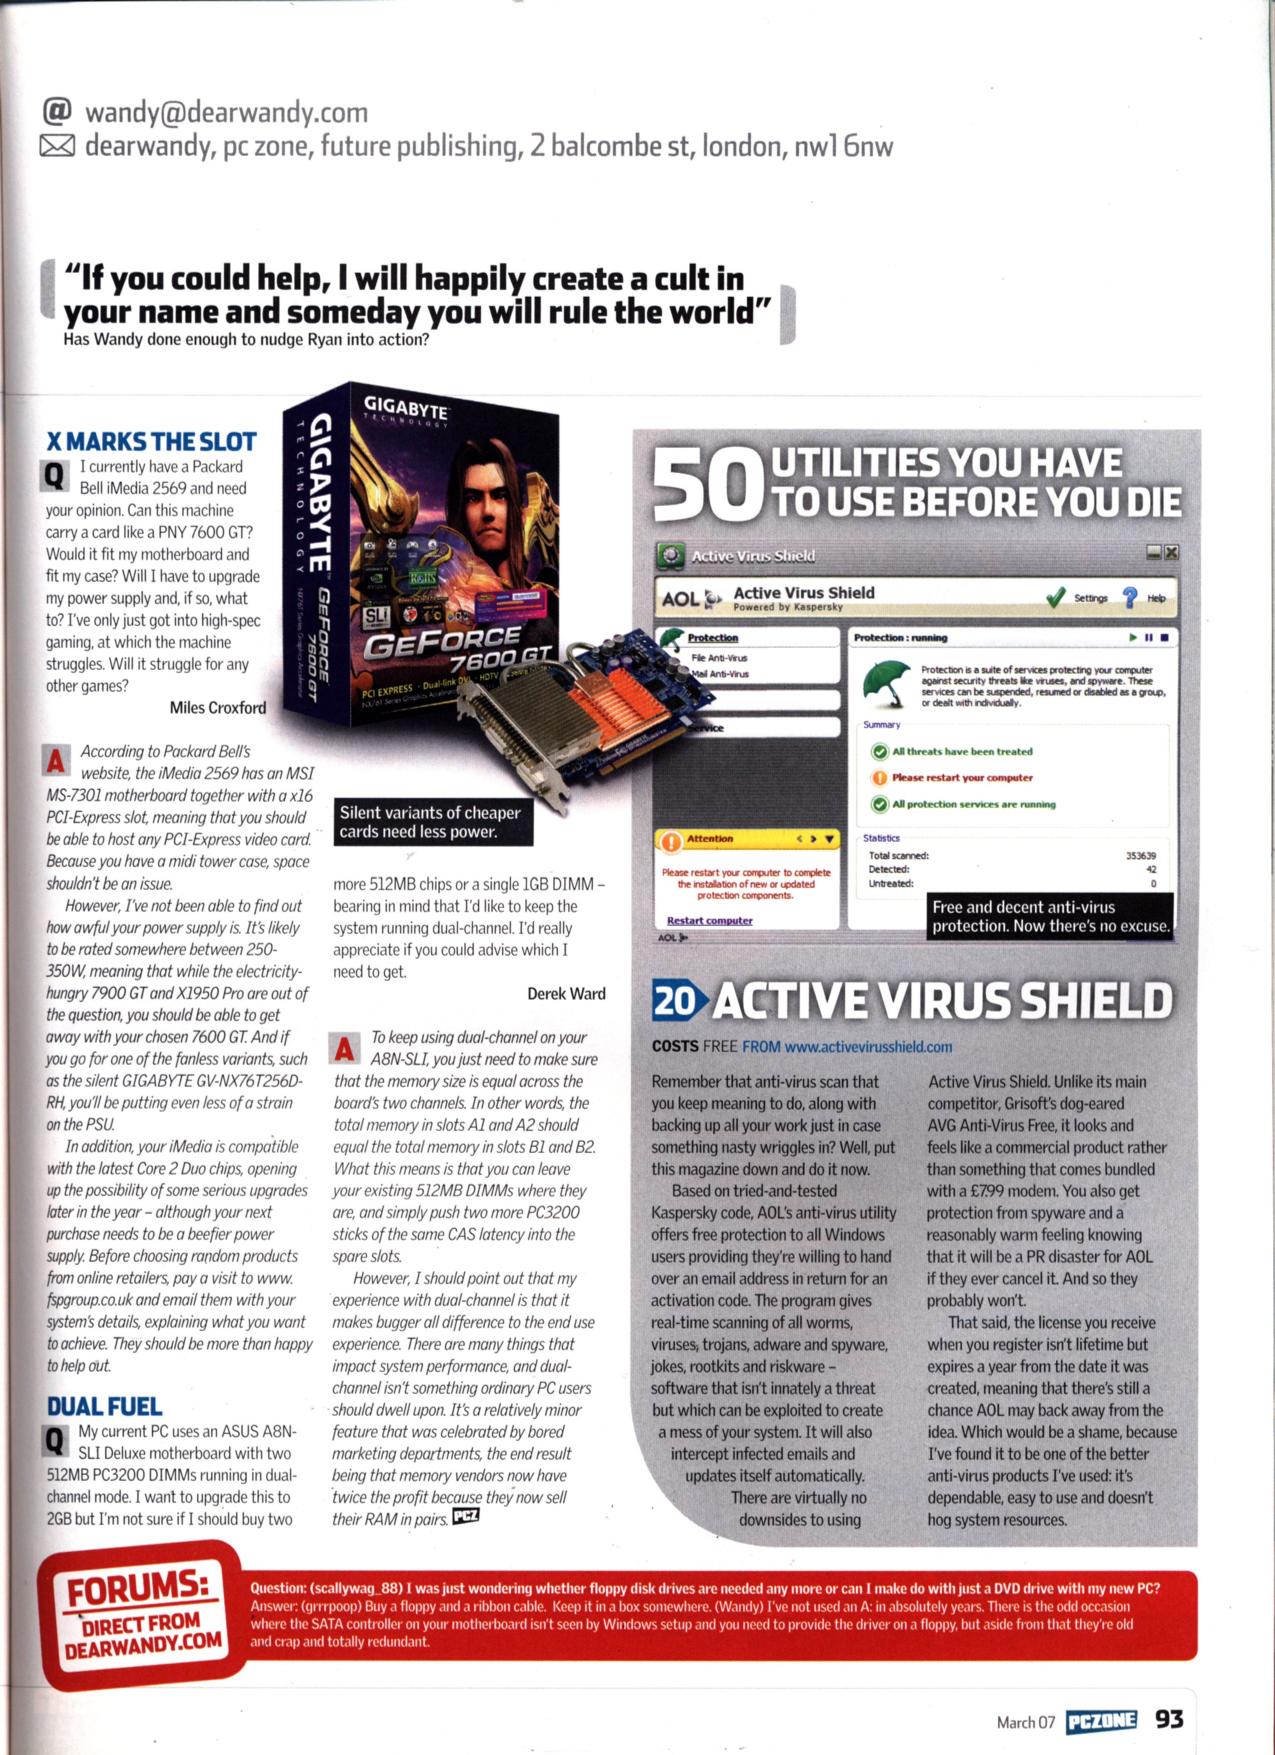 @ wandy@dearwandy.com
dearwandy, pc zone, future publishing, 2 balcombe st, london, nw1 6nw
“If you could help, I will happily create a cult in
your name and someday you will rule the world”
Has Wandy done enough to nudge Ryan into action?
X MARKS THE SLOT
Q I currently have a Packard
Bell iMedia 2569 and need
your opinion. Can this machine
carry a card like a PNY 7600 GT?
Would it fit my motherboard and
fit my case? Will I have to upgrade
my power supply and, if so, what
to? I've only just got into high-spec
gaming, at which the machine
struggles. Will it struggle for any
other games?
Miles Croxford
A According to Packard Bell's
website, the iMedia 2569 has an MSI
MS-7301 motherboard together with a x16
PCI-Express slot, meaning that you should
be able to host any PCI-Express video card.
Because you have a midi tower case, space
shouldn't be an issue.
However, I've not been able to find out
how awful your power supply is. It's likely
to be rated somewhere between 250-
350W, meaning that while the electricity-
hungry 7900 GT and X1950 Pro are out of
the question, you should be able to get
away with your chosen 7600 GT. And if
you go for one of the fanless variants, such
as the silent GIGABYTE GV-NX76T256D-
RH, you'll be putting even less of a strain
on the PSU.
In addition, your iMedia is compatible
with the latest Core 2 Duo chips, opening
up the possibility of some serious upgrades
later in the year – although your next
purchase needs to be a beefier power
supply. Before choosing random products
from online retailers, pay a visit to www.
fspgroup.co.uk and email them with your
system's details, explaining what you want
to achieve. They should be more than happy
to help out.
DUAL FUEL
Q My current PC uses an ASUS A8N-
SLI Deluxe motherboard with two
512MB PC3200 DIMMs running in dual-
channel mode. I want to upgrade this to
2GB but I'm not sure if I should buy two
GIGABYTE
TECHNOLOGY
GIGABYTE
TECHNOLOGY
GEFORCE
7600 GT
SLI
RoHS
GEFORCE
7600 GT
PCI EXPRESS · Dual-link DVI · HDTV
Silent variants of cheaper
cards need less power.
more 512MB chips or a single 1GB DIMM –
bearing in mind that I'd like to keep the
system running dual-channel. I'd really
appreciate if you could advise which I
need to get.
Derek Ward
A To keep using dual-channel on your
A8N-SLI, you just need to make sure
that the memory size is equal across the
board's two channels. In other words, the
total memory in slots A1 and A2 should
equal the total memory in slots B1 and B2.
What this means is that you can leave
your existing 512MB DIMMs where they
are, and simply push two more PC3200
sticks of the same CAS latency into the
spare slots.
However, I should point out that my
experience with dual-channel is that it
makes bugger all difference to the end use
experience. There are many things that
impact system performance, and dual-
channel isn't something ordinary PC users
should dwell upon. It's a relatively minor
feature that was celebrated by bored
marketing departments, the end result
being that memory vendors now have
twice the profit because they now sell
their RAM in pairs. PCZ
50 UTILITIES YOU HAVE
TO USE BEFORE YOU DIE
Active Virus Shield
AOL Active Virus Shield
Powered by Kaspersky
Settings
Help
Protection
File Anti-Virus
Mail Anti-Virus
Service
Protection : running
Protection is a suite of services protecting your computer
against security threats like viruses, and spyware. These
services can be suspended, resumed or disabled as a group,
or dealt with individually.
Summary
All threats have been treated
Please restart your computer
All protection services are running
Statistics
Total scanned: 353639
Detected: 42
Untreated: 0
Attention
Please restart your computer to complete
the installation of new or updated
protection components.
Restart computer
AOL
Free and decent anti-virus
protection. Now there's no excuse.
20 ACTIVE VIRUS SHIELD
COSTS FREE FROM www.activevirusshield.com
Remember that anti-virus scan that
you keep meaning to do, along with
backing up all your work just in case
something nasty wriggles in? Well, put
this magazine down and do it now.
Based on tried-and-tested
Kaspersky code, AOL's anti-virus utility
offers free protection to all Windows
users providing they're willing to hand
over an email address in return for an
activation code. The program gives
real-time scanning of all worms,
viruses, trojans, adware and spyware,
jokes, rootkits and riskware –
software that isn't innately a threat
but which can be exploited to create
a mess of your system. It will also
intercept infected emails and
updates itself automatically.
There are virtually no
downsides to using
Active Virus Shield. Unlike its main
competitor, Grisoft's dog-eared
AVG Anti-Virus Free, it looks and
feels like a commercial product rather
than something that comes bundled
with a £7.99 modem. You also get
protection from spyware and a
reasonably warm feeling knowing
that it will be a PR disaster for AOL
if they ever cancel it. And so they
probably won't.
That said, the license you receive
when you register isn't lifetime but
expires a year from the date it was
created, meaning that there's still a
chance AOL may back away from the
idea. Which would be a shame, because
I've found it to be one of the better
anti-virus products I've used: it's
dependable, easy to use and doesn't
hog system resources.
FORUMS:
DIRECT FROM
DEARWANDY.COM
Question: (scallywag_88) I was just wondering whether floppy disk drives are needed any more or can I make do with just a DVD drive with my new PC?
Answer: (grrrpoop) Buy a floppy and a ribbon cable. Keep it in a box somewhere. (Wandy) I've not used an A: in absolutely years. There is the odd occasion
where the SATA controller on your motherboard isn't seen by Windows setup and you need to provide the driver on a floppy, but aside from that they're old
and crap and totally redundant.
March 07 PCZONE 93